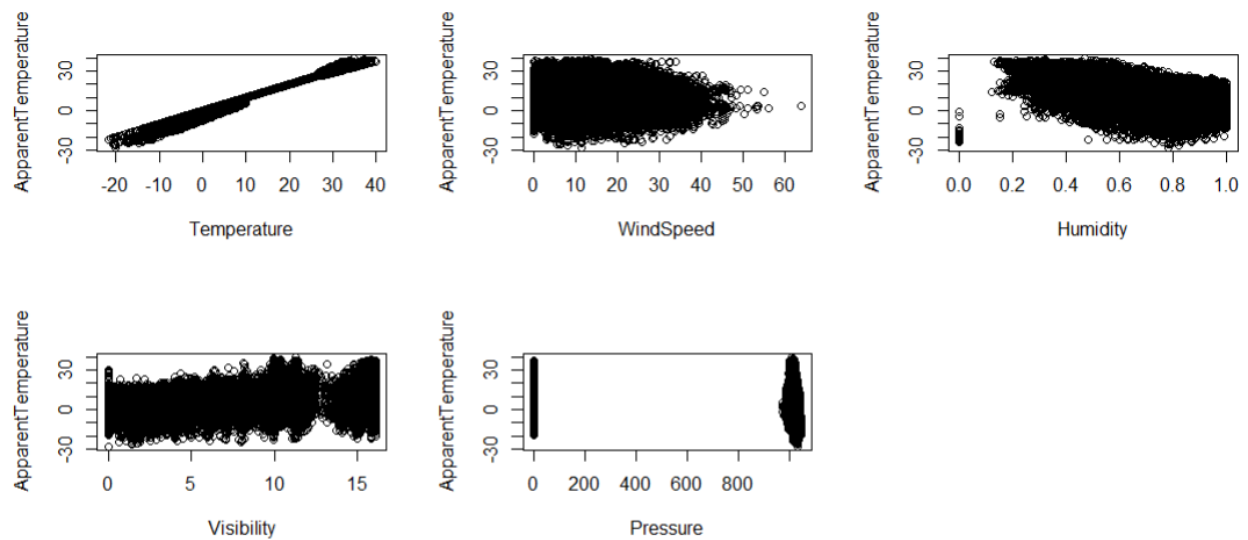 ApparentTemperature
30
0
-30
-20 -10 0 10 20 30 40
Temperature
ApparentTemperature
30
0
-30
0 10 20 30 40 50 60
WindSpeed
ApparentTemperature
30
0
-30
0.0 0.2 0.4 0.6 0.8 1.0
Humidity
ApparentTemperature
30
0
-30
0 5 10 15
Visibility
ApparentTemperature
30
0
-30
0 200 400 600 800
Pressure